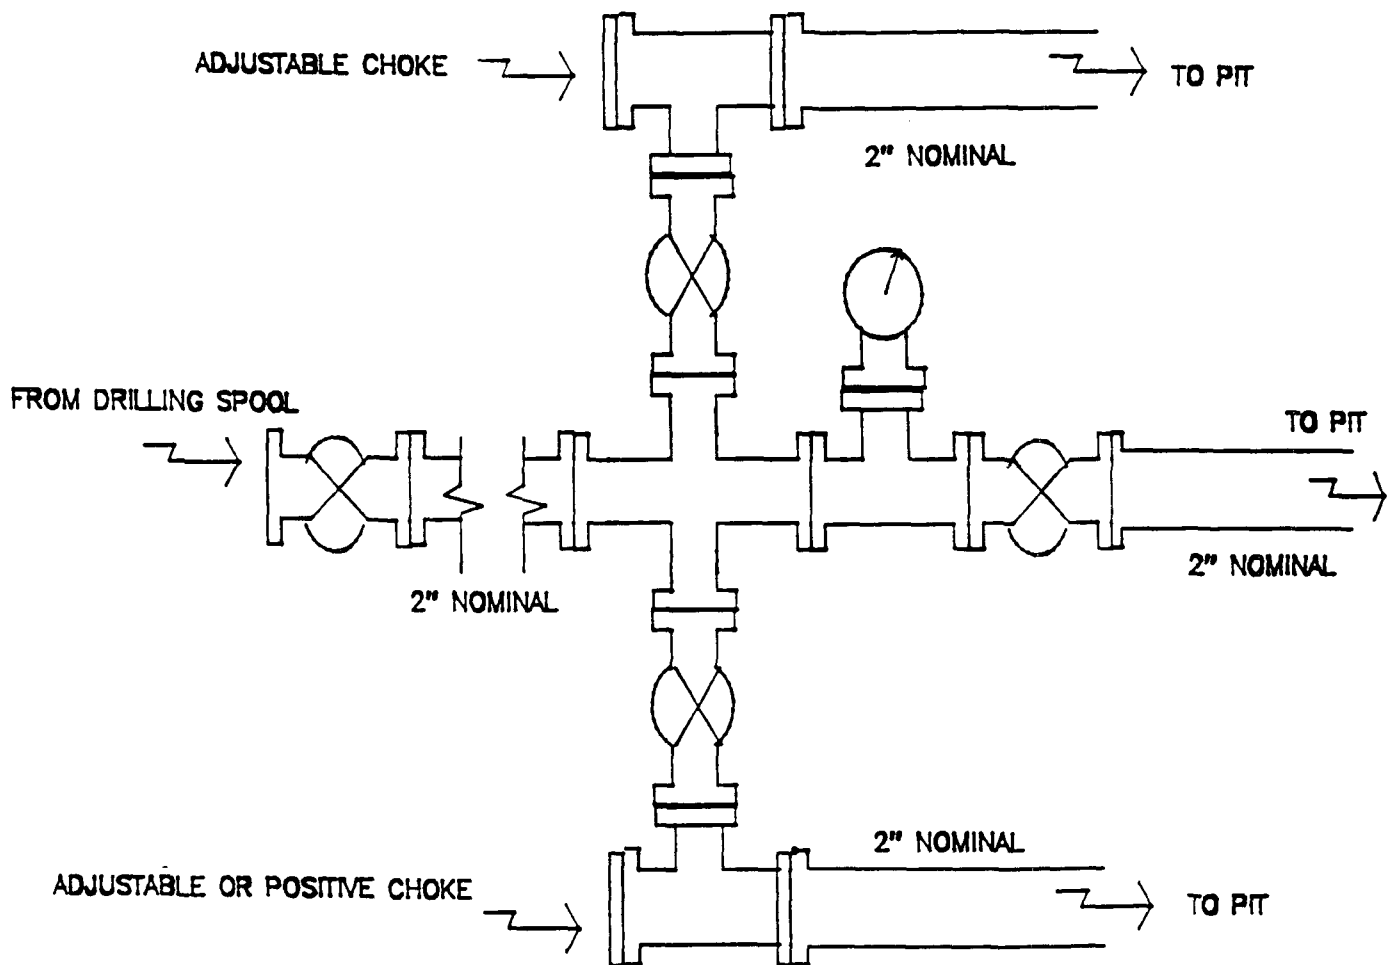 ADJUSTABLE CHOKE
TO PIT
2" NOMINAL
FROM DRILLING SPOOL
TO PIT
2" NOMINAL
2" NOMINAL
2" NOMINAL
ADJUSTABLE OR POSITIVE CHOKE
TO PIT